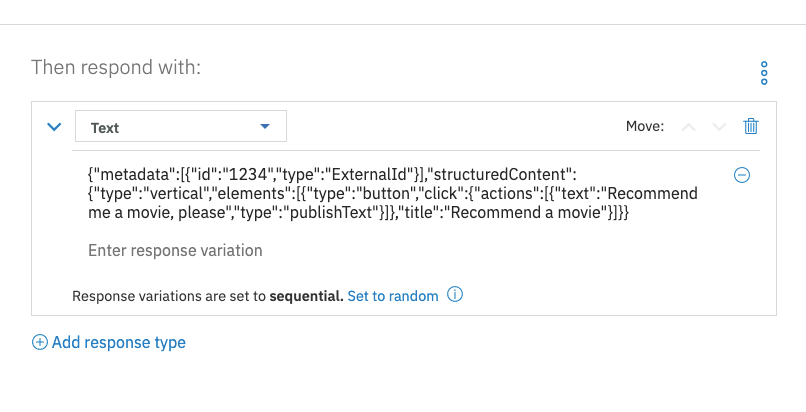 Then respond with:
Text
Move:
{"metadata":[{"id":"1234","type":"ExternalId"}],"structuredContent":
{"type":"vertical","elements":[{"type":"button","click":{"actions":[{"text":"Recommend
me a movie, please","type":"publishText"}]},"title":"Recommend a movie"}]}}
Enter response variation
Response variations are set to sequential. Set to random
Add response type